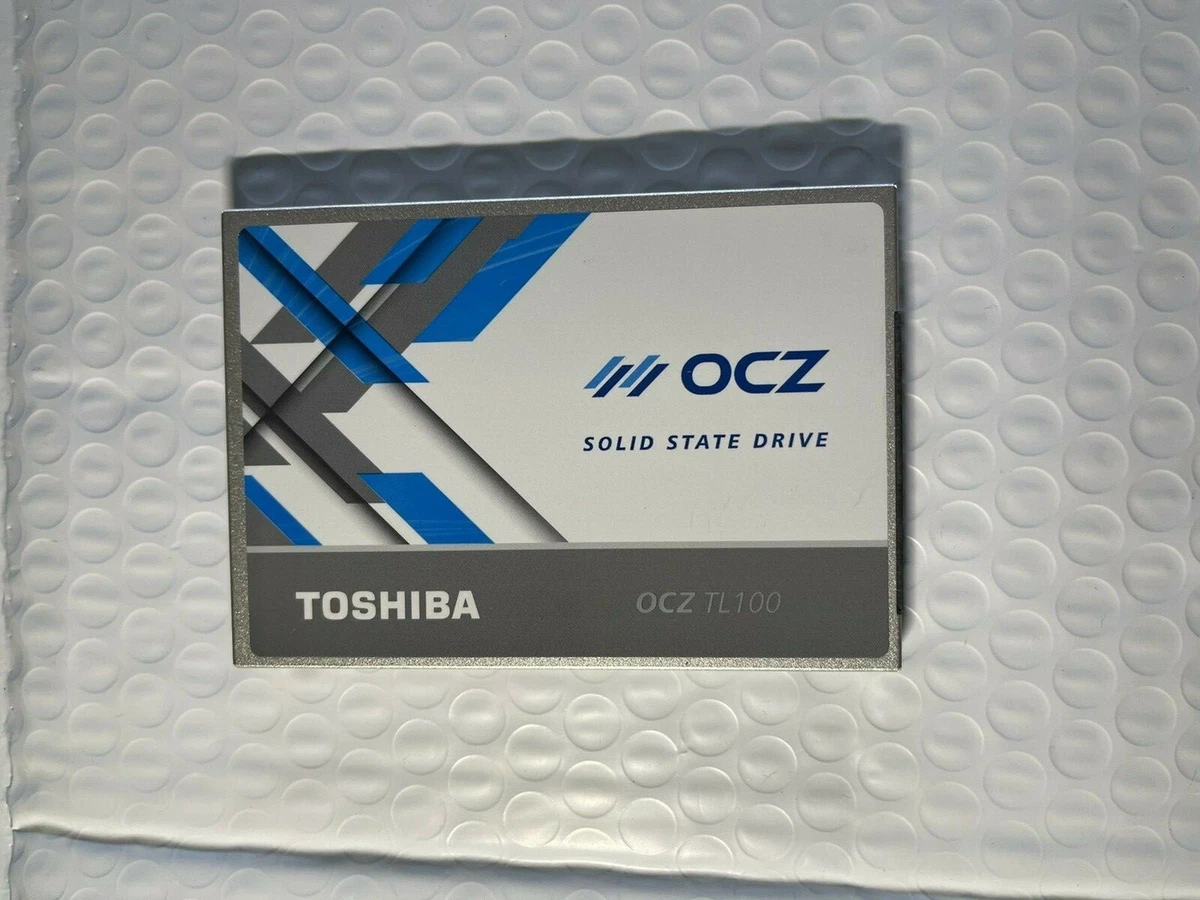 OCZ
SOLID STATE DRIVE
TOSHIBA
OCZ TL100